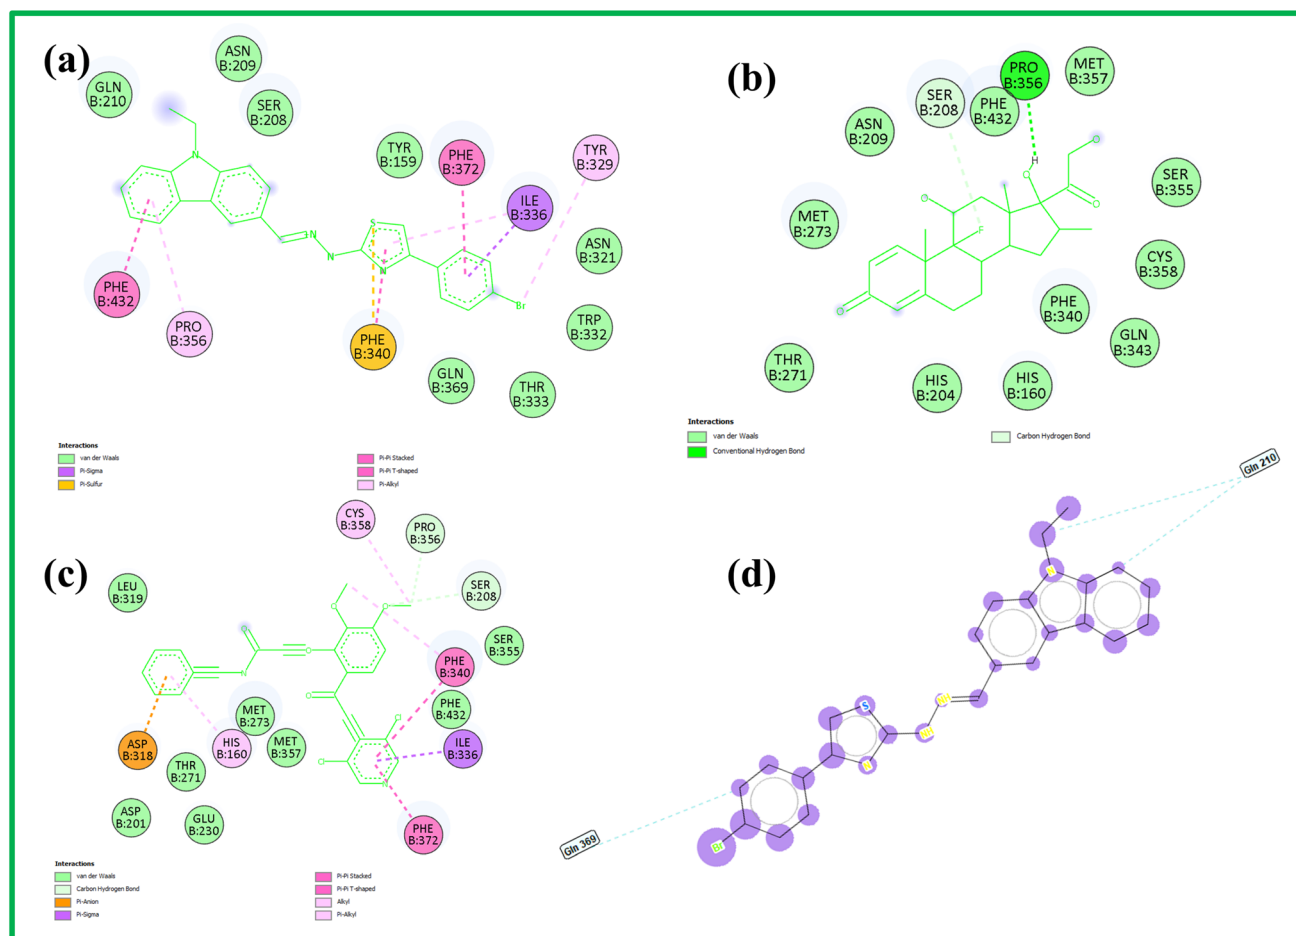 (a)
ASN
B:209
GLN
B:210
SER
B:208
TYR
B:159
PHE
B:372
TYR
B:329
ILE
B:336
ASN
B:321
N
S
N
N
N
Br
PHE
B:432
PRO
B:356
PHE
B:340
GLN
B:369
THR
B:333
TRP
B:332
Interactions
van der Waals
Pi-Sigma
Pi-Sulfur
Pi-Pi Stacked
Pi-Pi T-shaped
Pi-Alkyl
(b)
PRO
B:356
MET
B:357
SER
B:208
PHE
B:432
ASN
B:209
H
O
O
O
O
F
O
SER
B:355
MET
B:273
CYS
B:358
PHE
B:340
GLN
B:343
THR
B:271
HIS
B:204
HIS
B:160
Interactions
van der Waals
Conventional Hydrogen Bond
Carbon Hydrogen Bond
(c)
CYS
B:358
PRO
B:356
SER
B:208
LEU
B:319
SER
B:355
PHE
B:340
PHE
B:432
O
O
O
Cl
Cl
MET
B:273
ASP
B:318
HIS
B:160
MET
B:357
ILE
B:336
THR
B:271
ASP
B:201
GLU
B:230
PHE
B:372
Interactions
van der Waals
Carbon Hydrogen Bond
Pi-Anion
Pi-Sigma
Pi-Pi Stacked
Pi-Pi T-shaped
Alkyl
Pi-Alkyl
(d)
Gln 210
N
S
NH
N
Br
Gln 369